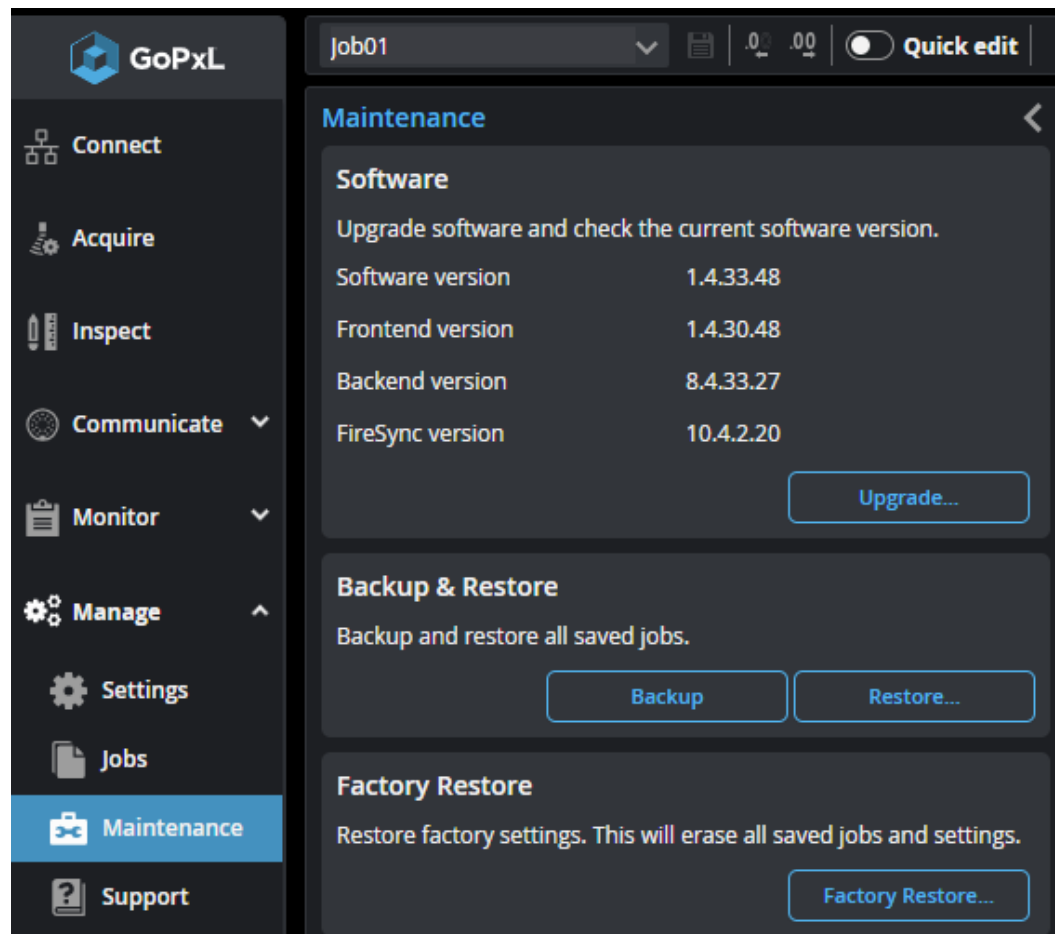 GoPxL
Connect
Acquire
Inspect
Communicate
Monitor
Manage
Settings
Jobs
Maintenance
Support
Job01
.00
.00
Quick edit
Maintenance
Software
Upgrade software and check the current software version.
Software version 1.4.33.48
Frontend version 1.4.30.48
Backend version 8.4.33.27
FireSync version 10.4.2.20
Upgrade...
Backup & Restore
Backup and restore all saved jobs.
Backup Restore...
Factory Restore
Restore factory settings. This will erase all saved jobs and settings.
Factory Restore...